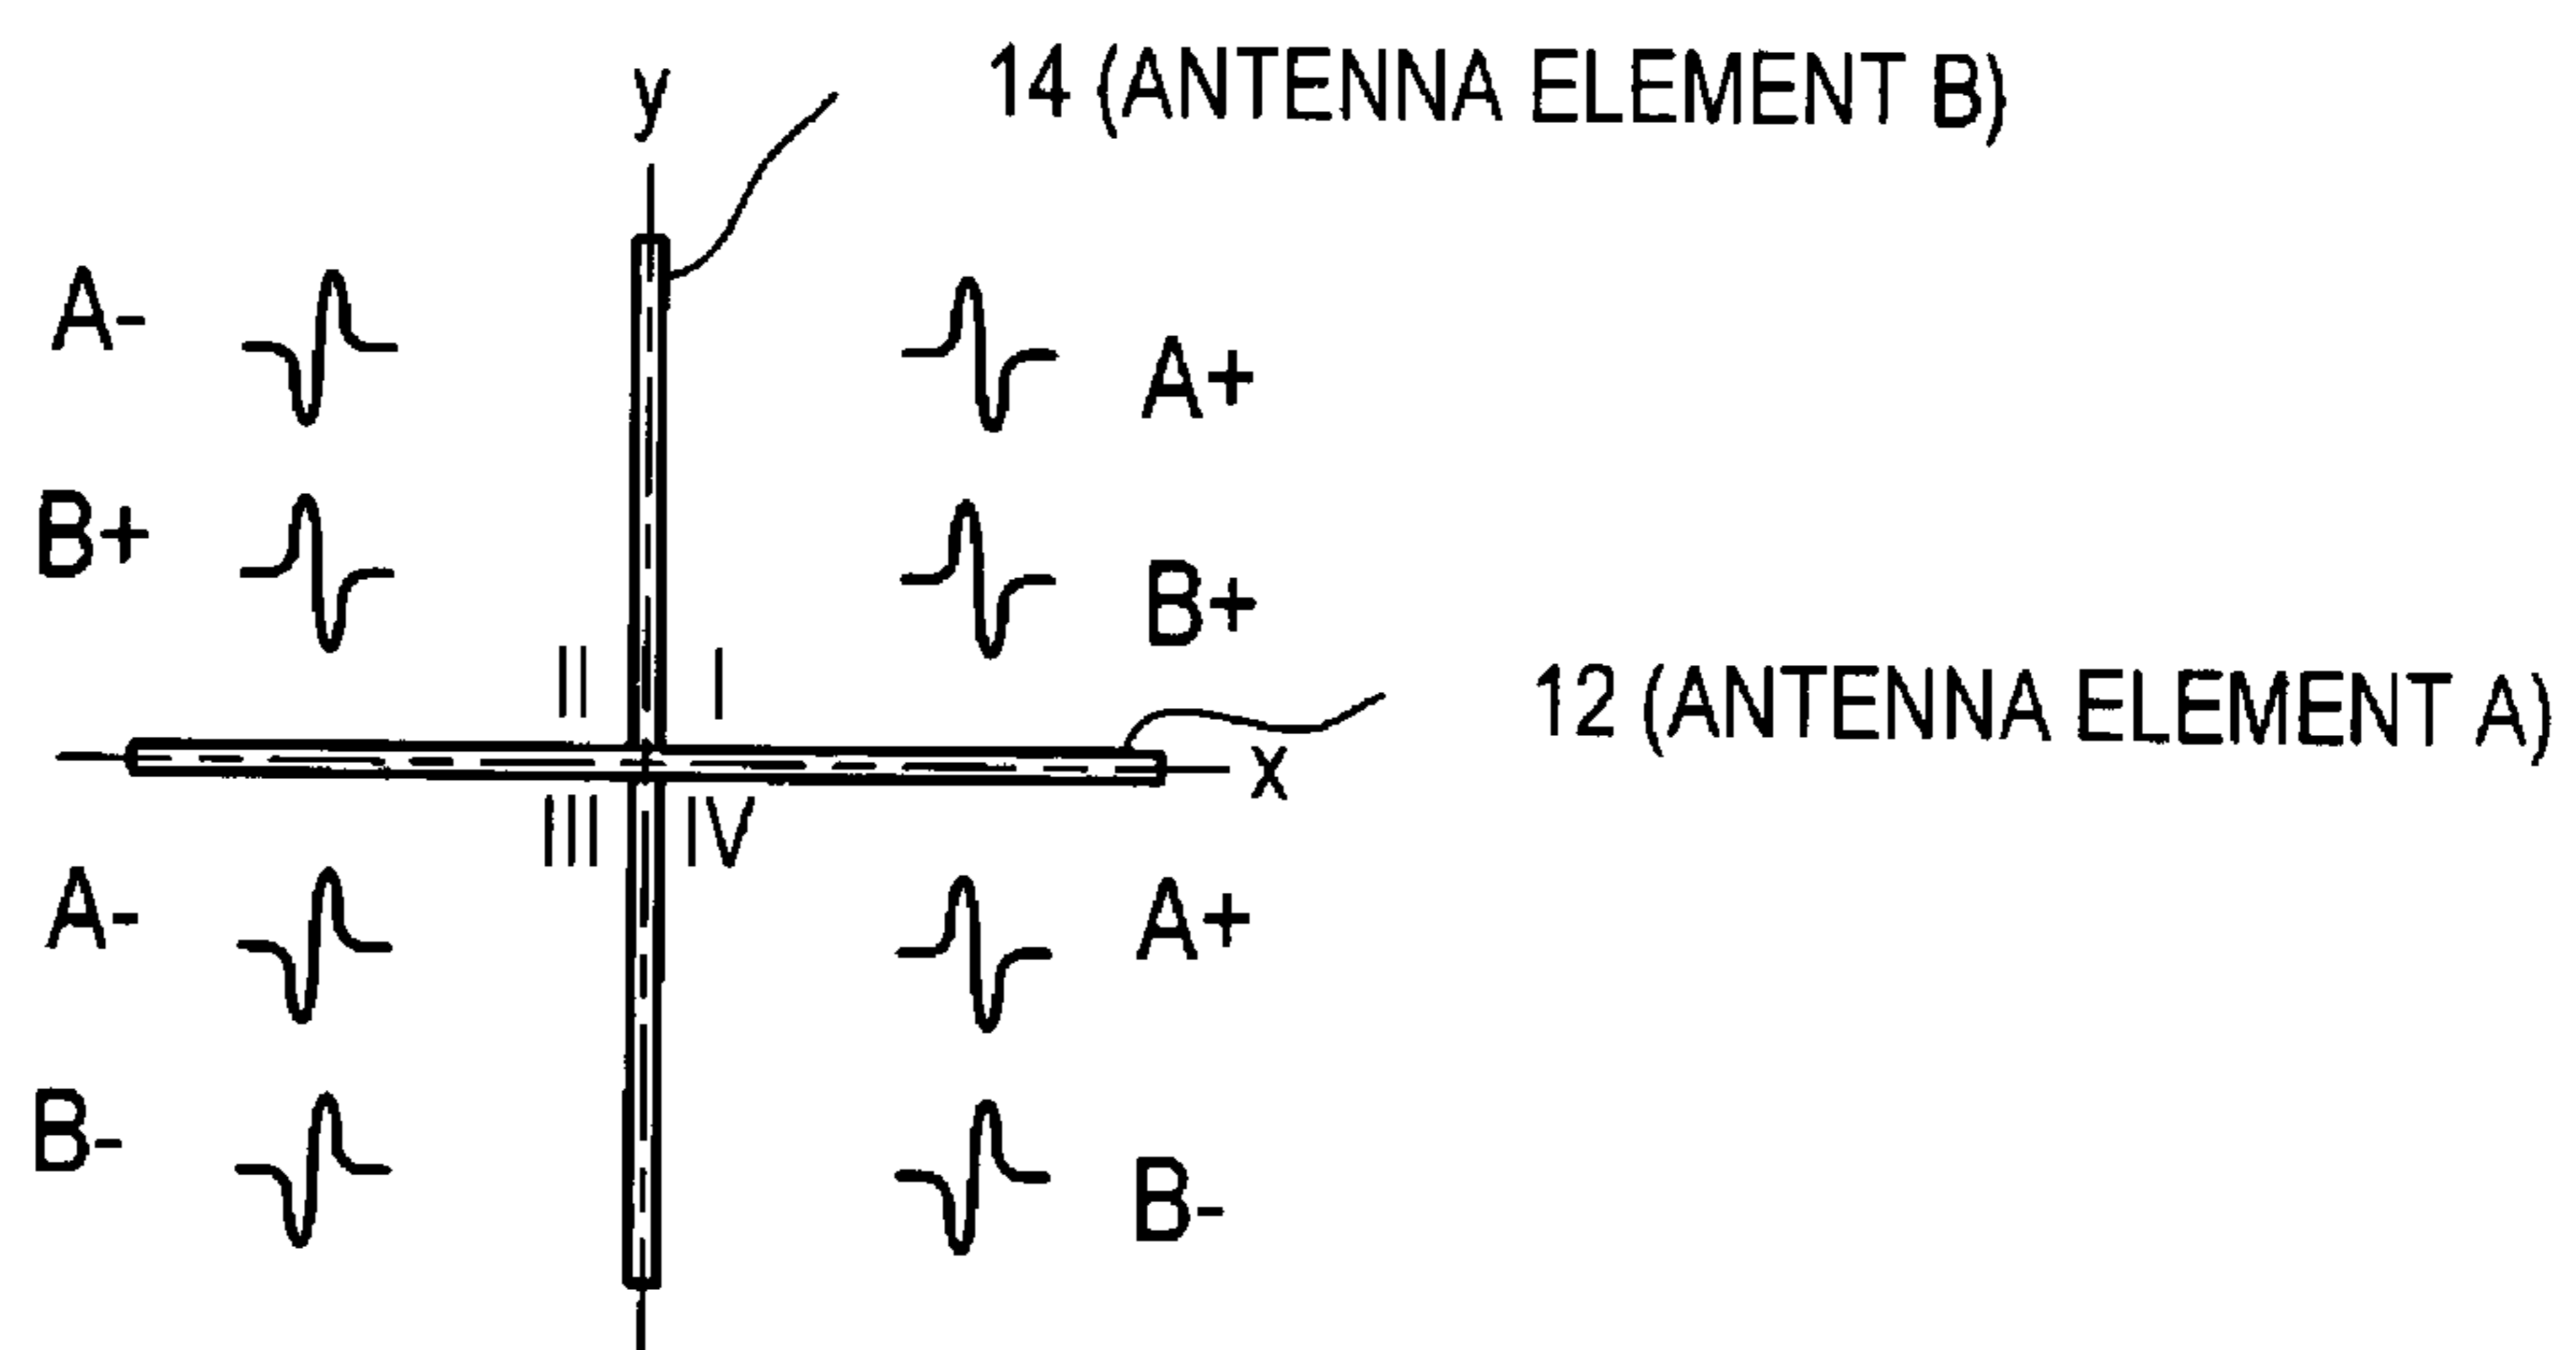 14 (ANTENNA ELEMENT B)
y
A-
A+
B+
B+
II
I
12 (ANTENNA ELEMENT A)
x
III
IV
A-
A+
B-
B-